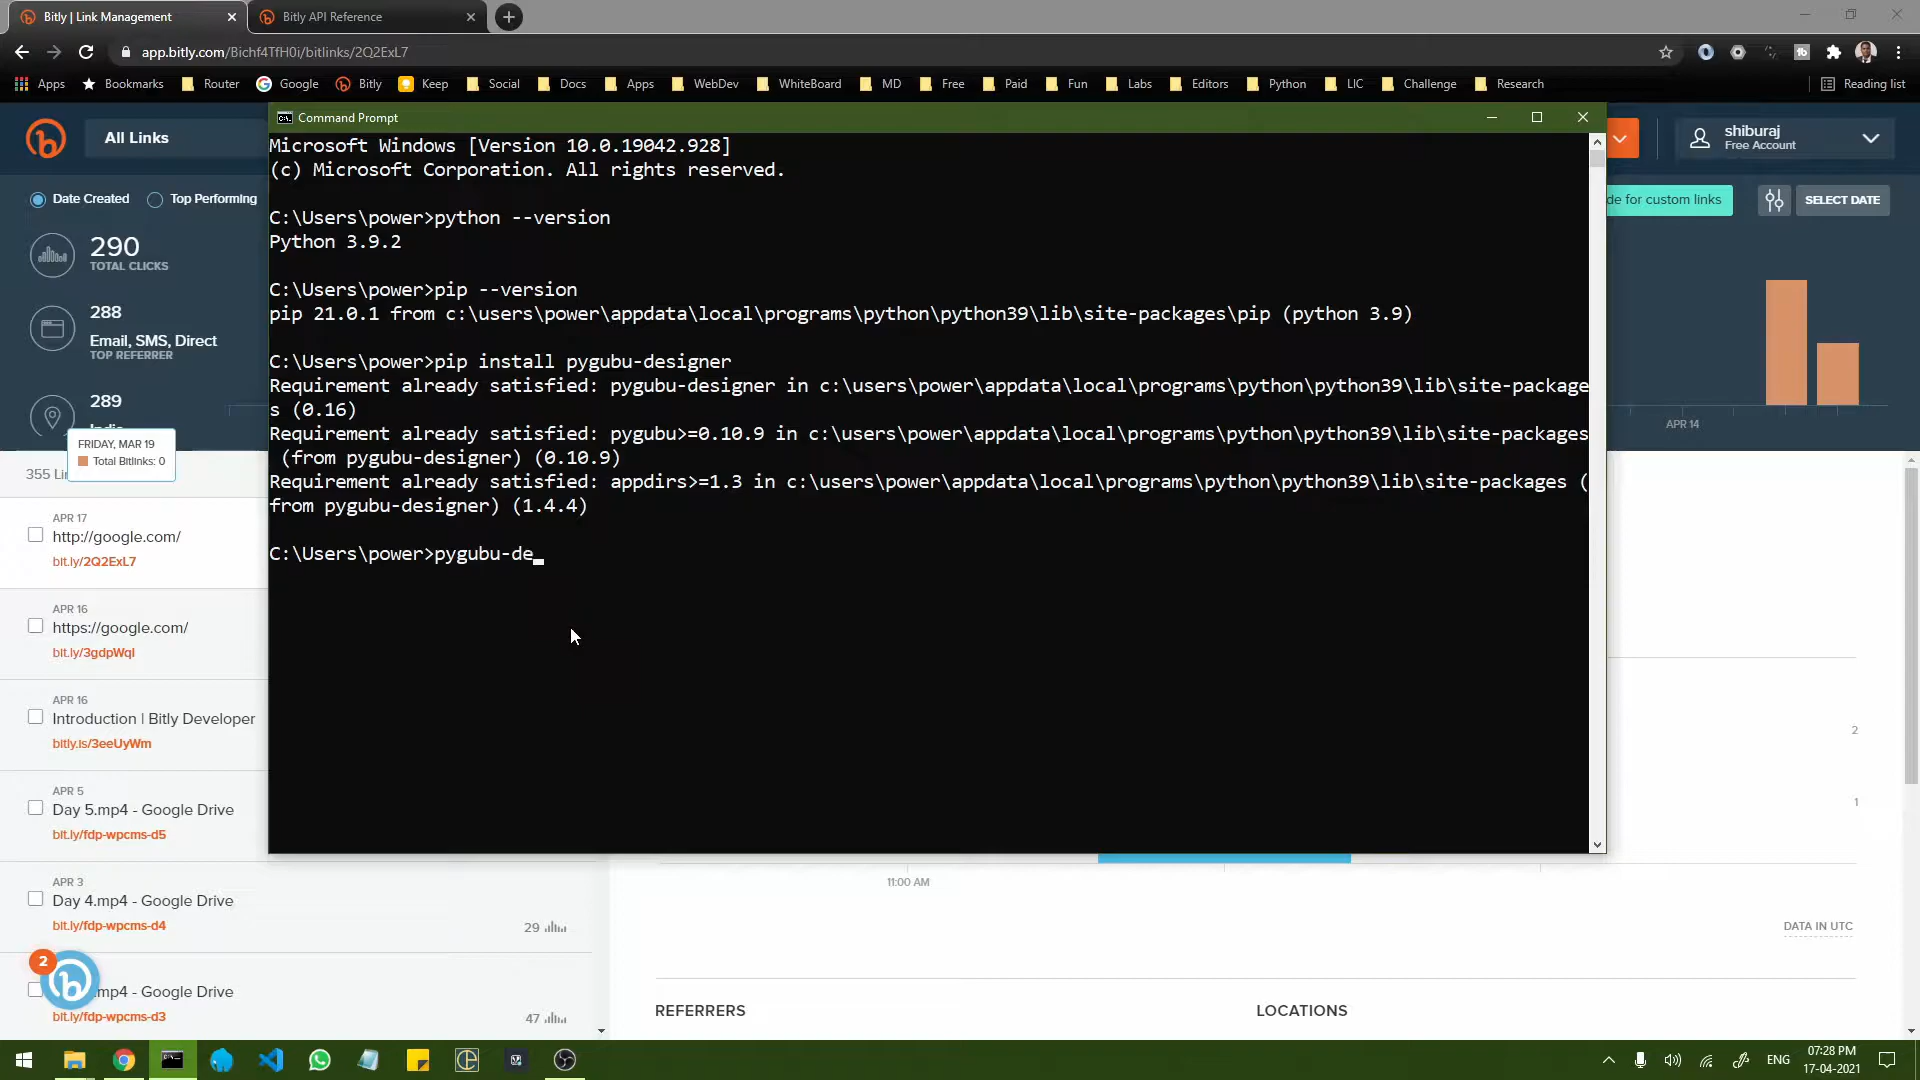 Bitly | Link Management
Bitly API Reference
app.bitly.com/Bichf4TfH0i/bitlinks/2Q2ExL7
Apps
Bookmarks
Router
Google
Bitly
Keep
Social
Docs
Apps
WebDev
WhiteBoard
MD
Free
Paid
Fun
Labs
Editors
Python
LIC
Challenge
Research
Reading list
All Links
shiburaj
Free Account
Date Created
Top Performing
de for custom links
SELECT DATE
290
TOTAL CLICKS
288
Email, SMS, Direct
TOP REFERRER
289
FRIDAY, MAR 19
Total Bitlinks: 0
355 Li
APR 14
Command Prompt
Microsoft Windows [Version 10.0.19042.928]
(c) Microsoft Corporation. All rights reserved.
C:\Users\power>python --version
Python 3.9.2
C:\Users\power>pip --version
pip 21.0.1 from c:\users\power\appdata\local\programs\python\python39\lib\site-packages\pip (python 3.9)
C:\Users\power>pip install pygubu-designer
Requirement already satisfied: pygubu-designer in c:\users\power\appdata\local\programs\python\python39\lib\site-package
s (0.16)
Requirement already satisfied: pygubu>=0.10.9 in c:\users\power\appdata\local\programs\python\python39\lib\site-packages
(from pygubu-designer) (0.10.9)
Requirement already satisfied: appdirs>=1.3 in c:\users\power\appdata\local\programs\python\python39\lib\site-packages (
from pygubu-designer) (1.4.4)
C:\Users\power>pygubu-de
APR 17
http://google.com/
bit.ly/2Q2ExL7
APR 16
https://google.com/
bit.ly/3gdpWql
APR 16
Introduction | Bitly Developer
bitly.is/3eeUyWm
APR 5
Day 5.mp4 - Google Drive
bit.ly/fdp-wpcms-d5
APR 3
Day 4.mp4 - Google Drive
bit.ly/fdp-wpcms-d4
29
2
.mp4 - Google Drive
bit.ly/fdp-wpcms-d3
47
2
1
11:00 AM
DATA IN UTC
REFERRERS
LOCATIONS
ENG
07:28 PM
17-04-2021